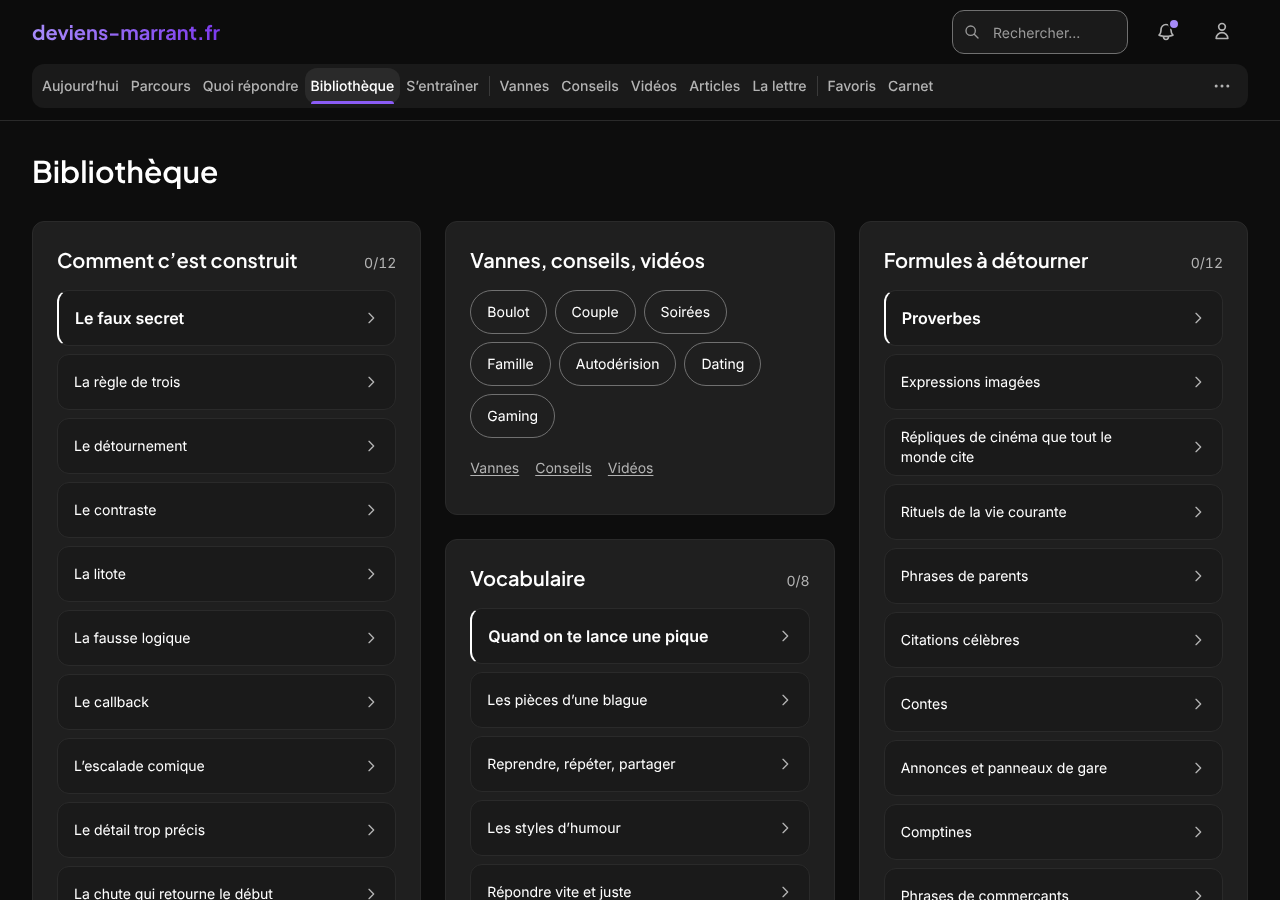 deviens-marrant.fr
Rechercher...
Aujourd’hui Parcours Quoi répondre Bibliothèque S’entraîner Vannes Conseils Vidéos Articles La lettre Favoris Carnet
Bibliothèque
Comment c’est construit 0/12
Le faux secret
La règle de trois
Le détournement
Le contraste
La litote
La fausse logique
Le callback
L’escalade comique
Le détail trop précis
La chute qui retourne le début
Vannes, conseils, vidéos
Boulot Couple Soirées
Famille Autodérision Dating
Gaming
Vannes Conseils Vidéos
Vocabulaire 0/8
Quand on te lance une pique
Les pièces d’une blague
Reprendre, répéter, partager
Les styles d’humour
Répondre vite et juste
Formules à détourner 0/12
Proverbes
Expressions imagées
Répliques de cinéma que tout le
monde cite
Rituels de la vie courante
Phrases de parents
Citations célèbres
Contes
Annonces et panneaux de gare
Comptines
Phrases de commerçants